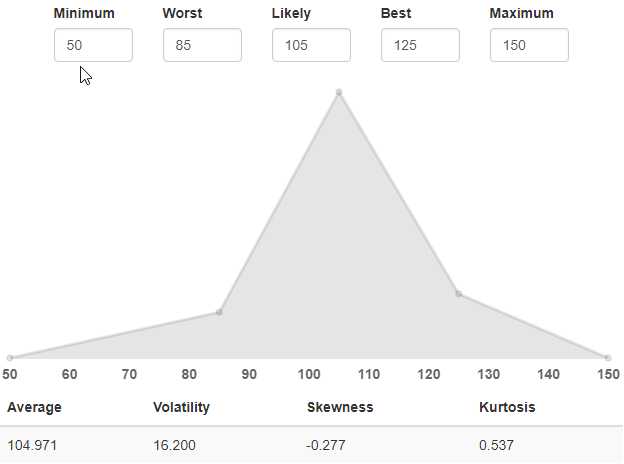 Minimum Worst Likely Best Maximum
50 85 105 125 150
50 60 70 80 90 100 110 120 130 140 150
Average Volatility Skewness Kurtosis
104.971 16.200 -0.277 0.537